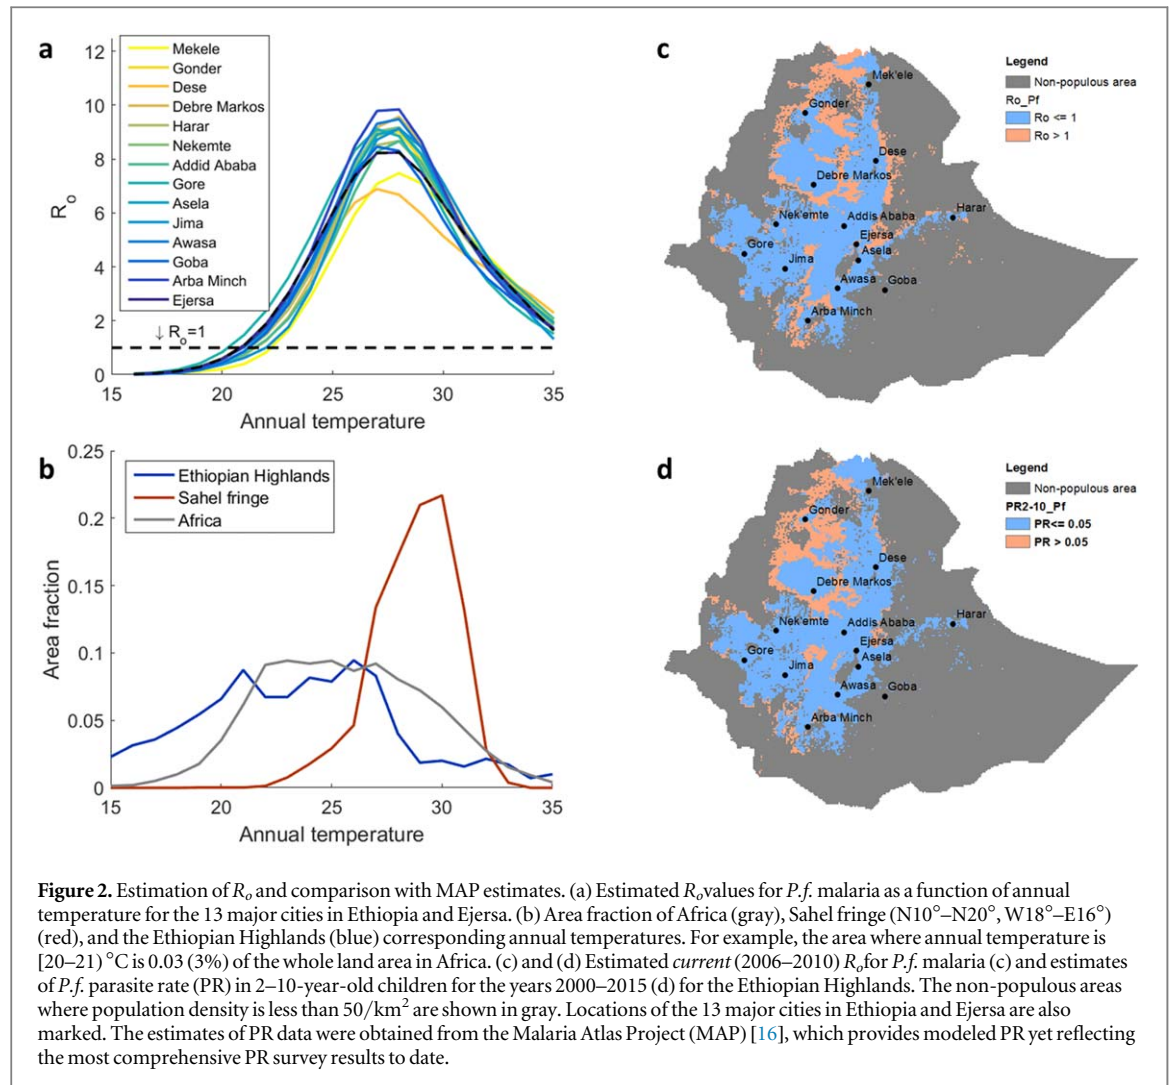 a
12
10
8
6
4
2
0
R_o
Mekele
Gonder
Dese
Debre Markos
Harar
Nekemte
Addid Ababa
Gore
Asela
Jima
Awasa
Goba
Arba Minch
Ejersa
↓ R_o=1
15 20 25 30 35
Annual temperature
b
0.25
0.2
0.15
0.1
0.05
0
Area fraction
Ethiopian Highlands
Sahel fringe
Africa
15 20 25 30 35
Annual temperature
c
Legend
Non-populous area
Ro_Pf
Ro <= 1
Ro > 1
Mek'ele
Gonder
Dese
Debre Markos
Harar
Nek'emte
Addis Ababa
Ejersa
Gore
Asela
Jima
Awasa
Goba
Arba Minch
d
Legend
Non-populous area
PR2-10_Pf
PR<= 0.05
PR > 0.05
Mek'ele
Gonder
Dese
Debre Markos
Harar
Nek'emte
Addis Ababa
Ejersa
Gore
Asela
Jima
Awasa
Goba
Arba Minch
Figure 2. Estimation of R_o and comparison with MAP estimates. (a) Estimated R_o values for P.f. malaria as a function of annual
temperature for the 13 major cities in Ethiopia and Ejersa. (b) Area fraction of Africa (gray), Sahel fringe (N10°–N20°, W18°–E16°)
(red), and the Ethiopian Highlands (blue) corresponding annual temperatures. For example, the area where annual temperature is
[20–21) °C is 0.03 (3%) of the whole land area in Africa. (c) and (d) Estimated current (2006–2010) R_o for P.f. malaria (c) and estimates
of P.f. parasite rate (PR) in 2–10-year-old children for the years 2000–2015 (d) for the Ethiopian Highlands. The non-populous areas
where population density is less than 50/km² are shown in gray. Locations of the 13 major cities in Ethiopia and Ejersa are also
marked. The estimates of PR data were obtained from the Malaria Atlas Project (MAP) [16], which provides modeled PR yet reflecting
the most comprehensive PR survey results to date.